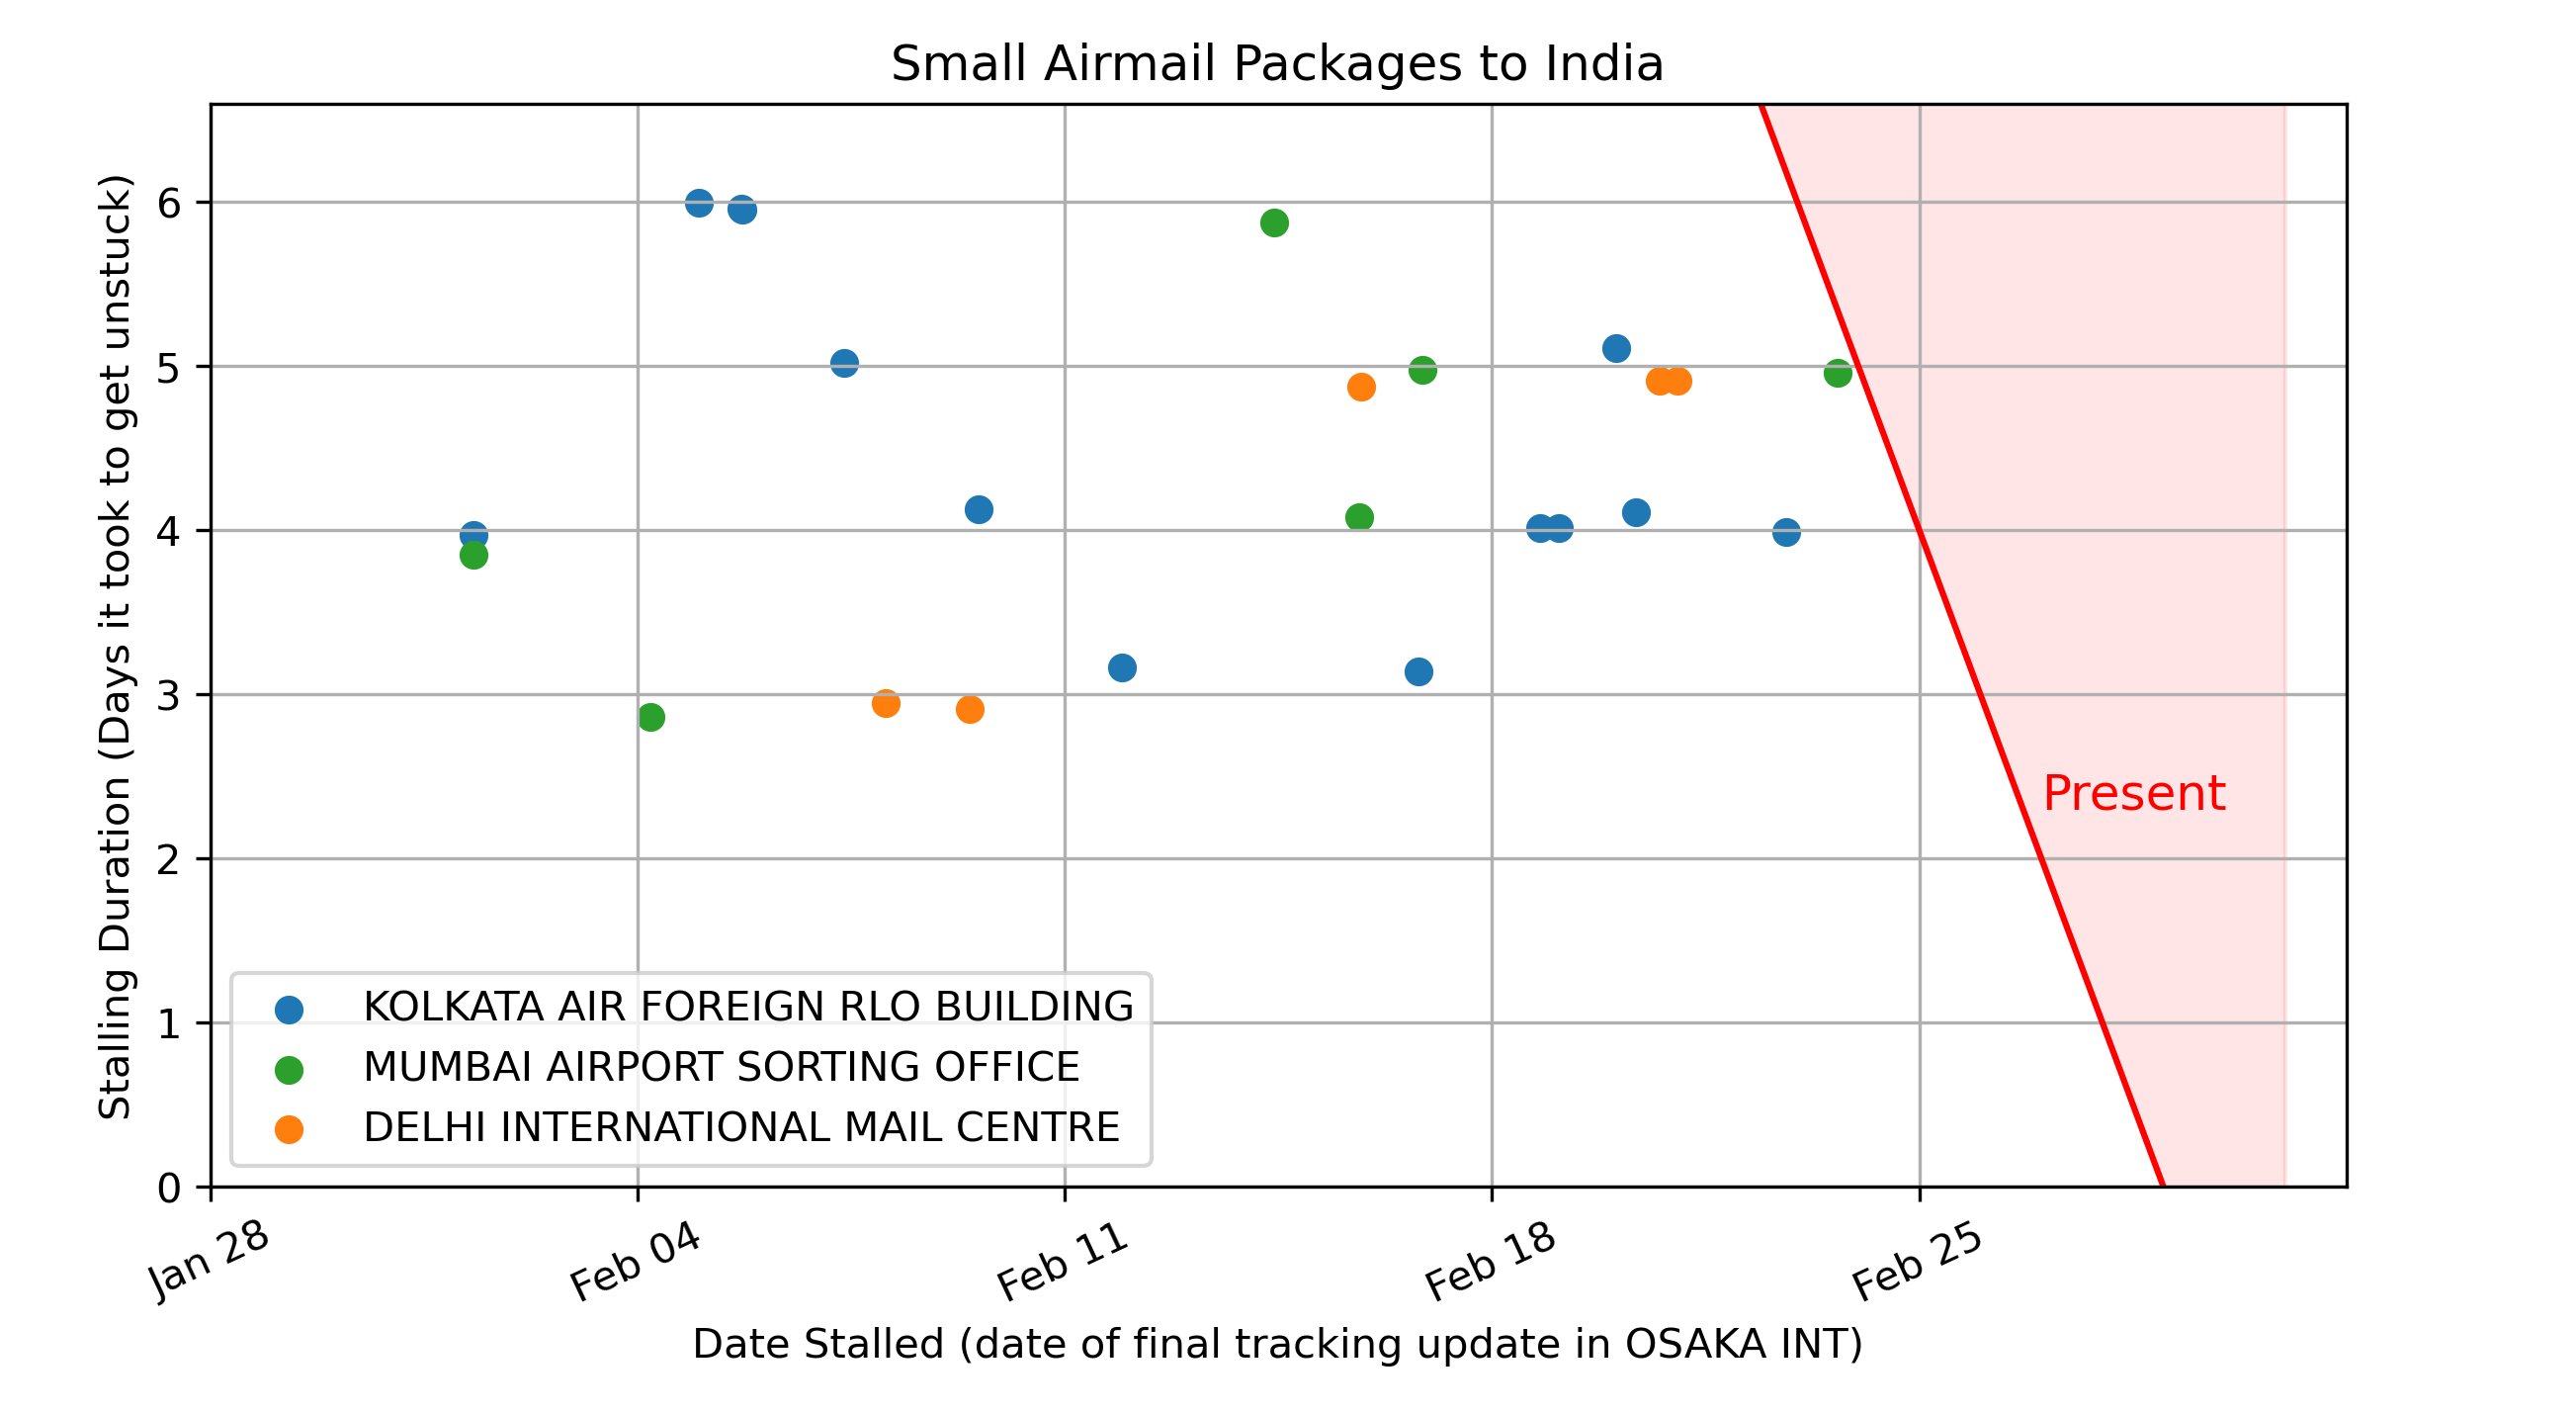 Small Airmail Packages to India
Stalling Duration (Days it took to get unstuck)
6
5
4
3
2
1
0
Present
KOLKATA AIR FOREIGN RLO BUILDING
MUMBAI AIRPORT SORTING OFFICE
DELHI INTERNATIONAL MAIL CENTRE
Jan 28
Feb 04
Feb 11
Feb 18
Feb 25
Date Stalled (date of final tracking update in OSAKA INT)